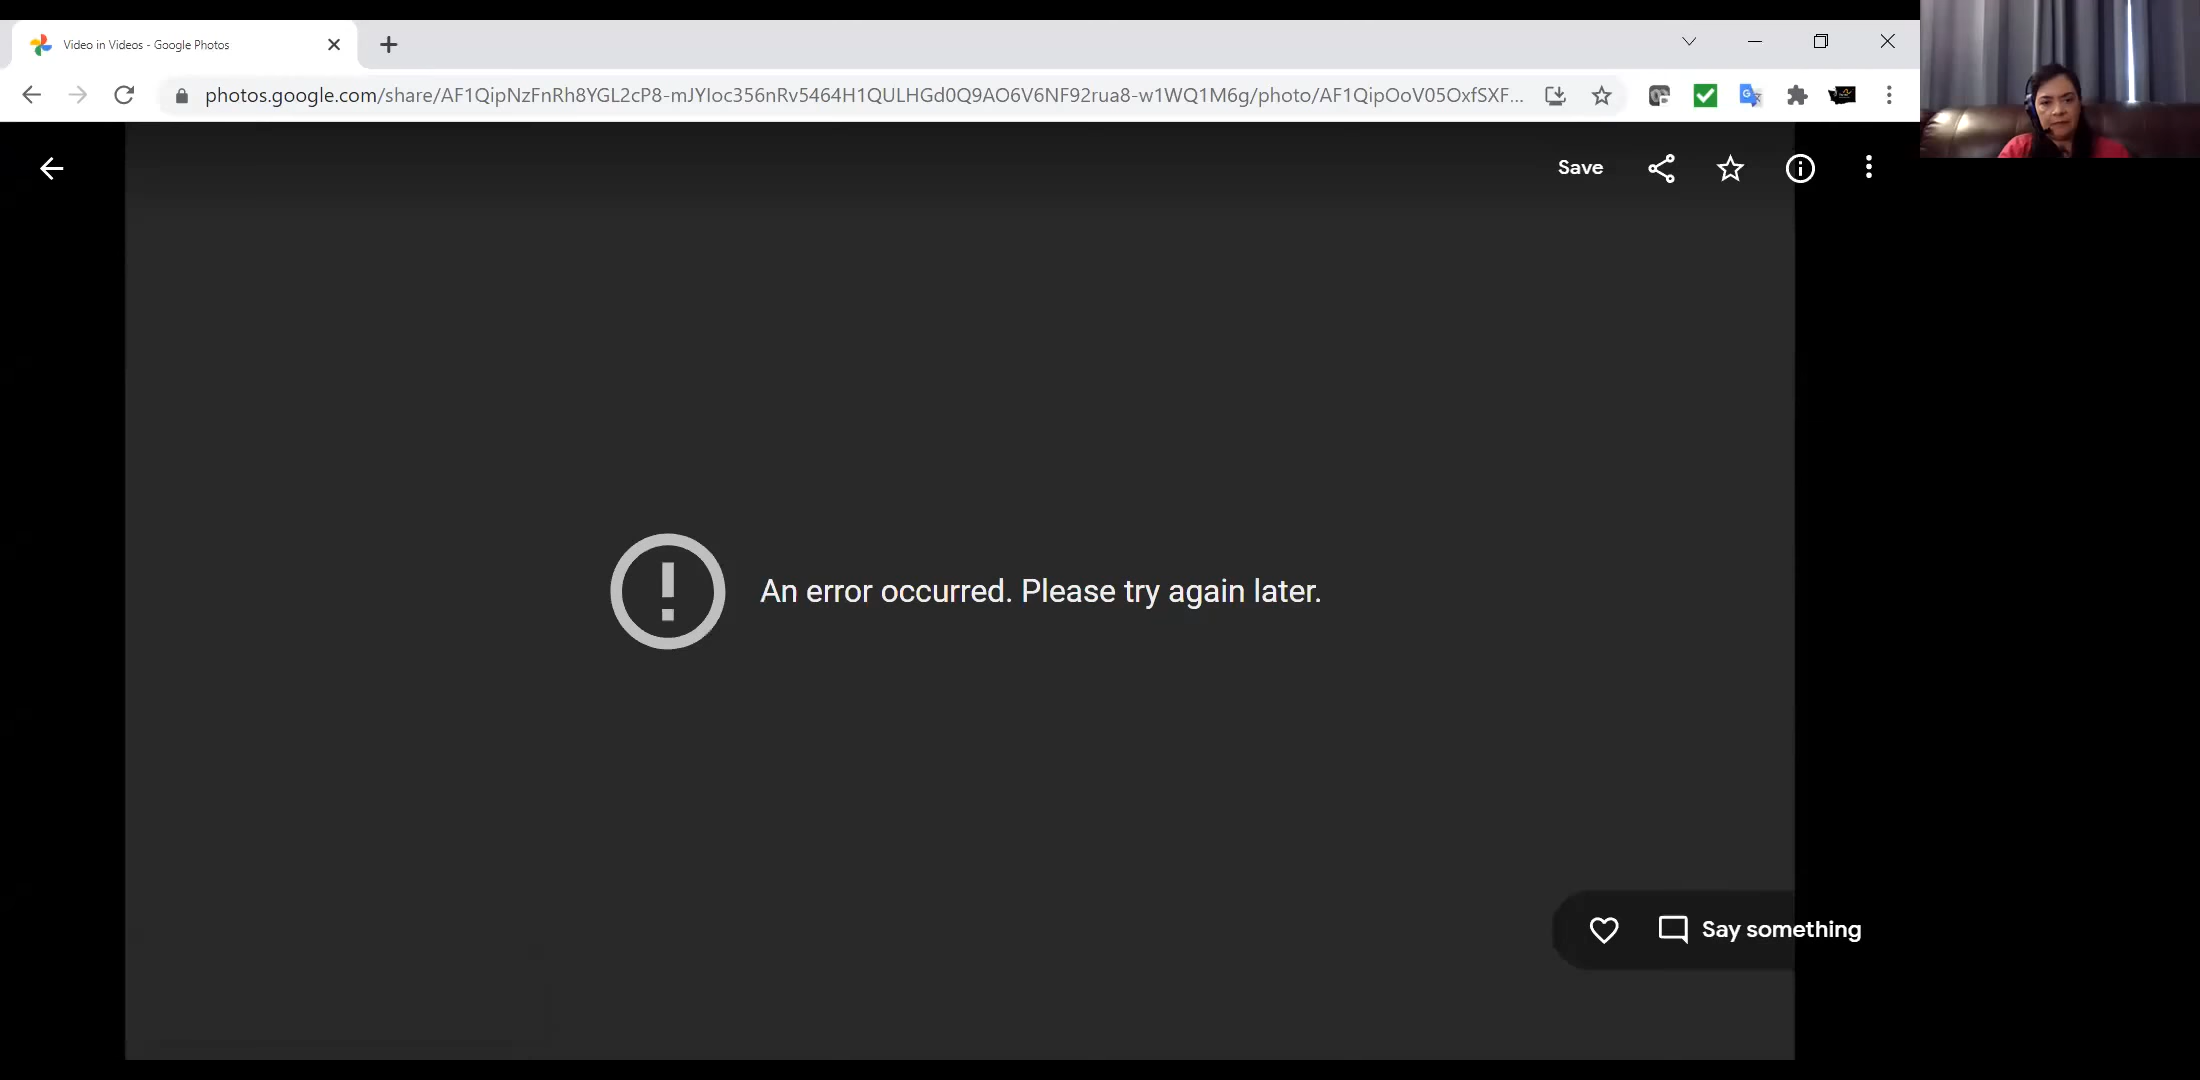 Video in Videos - Google Photos
photos.google.com/share/AF1QipNzFnRh8YGL2cP8-mJYIoc356nRv5464H1QULHGd0Q9AO6V6NF92rua8-w1WQ1M6g/photo/AF1QipOoV05OxfSXF...
Save
An error occurred. Please try again later.
Say something